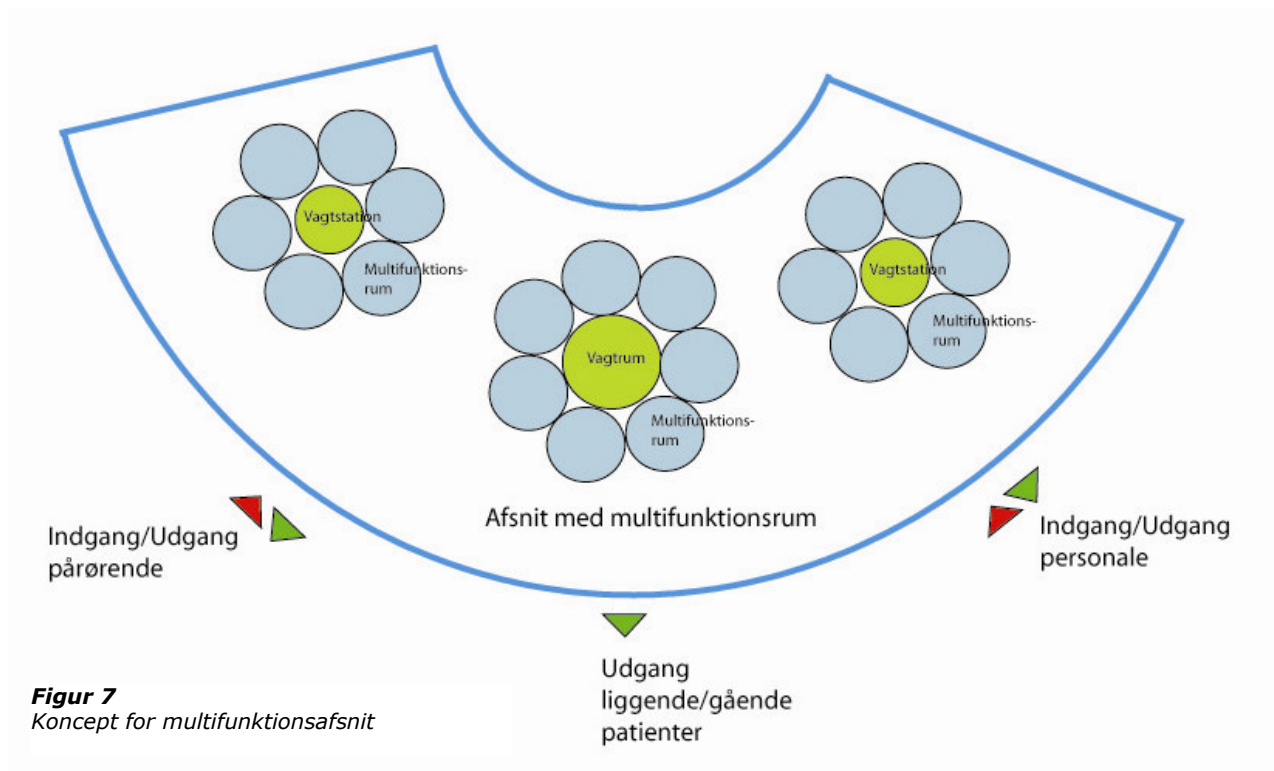 Vagtstation
Multifunktions-
rum
Vagtrum
Multifunktions-
rum
Vagtstation
Multifunktions-
rum
Afsnit med multifunktionsrum
Indgang/Udgang
pårørende
Indgang/Udgang
personale
Udgang
liggende/gående
patienter
Figur 7
Koncept for multifunktionsafsnit